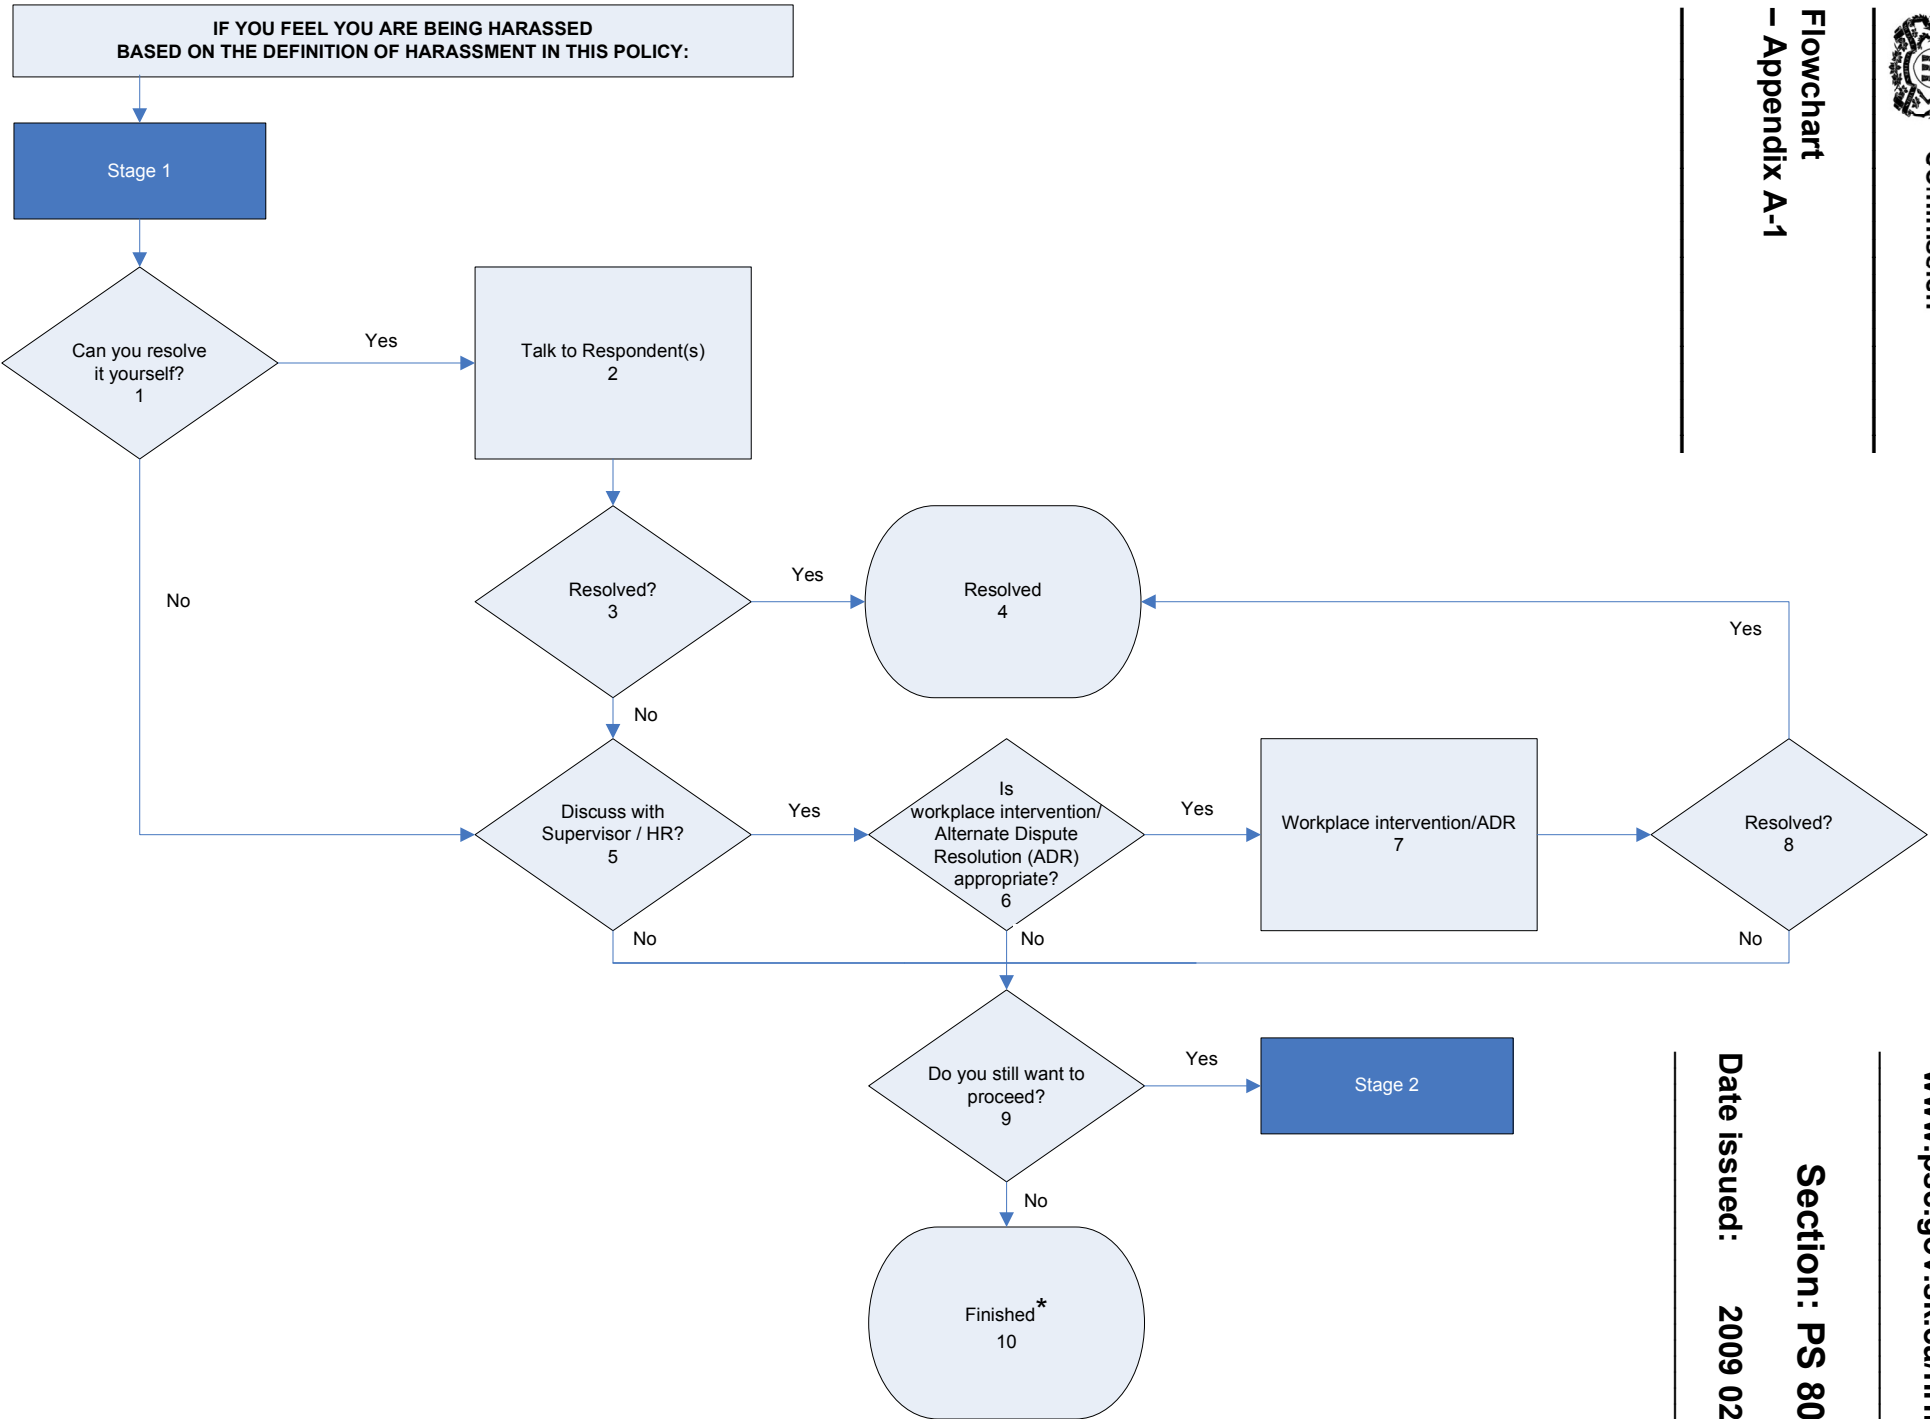 IF YOU FEEL YOU ARE BEING HARASSED
BASED ON THE DEFINITION OF HARASSMENT IN THIS POLICY:
Stage 1
Can you resolve
it yourself?
1
Yes
No
Talk to Respondent(s)
2
Resolved?
3
Yes
No
Resolved
4
Discuss with
Supervisor / HR?
5
Yes
No
Is
workplace intervention/
Alternate Dispute
Resolution (ADR)
appropriate?
6
Yes
No
Workplace intervention/ADR
7
Resolved?
8
Yes
No
Do you still want to
proceed?
9
Yes
No
Stage 2
Finished*
10
Flowchart
– Appendix A-1
Section: PS 80
Date issued: 2009 02